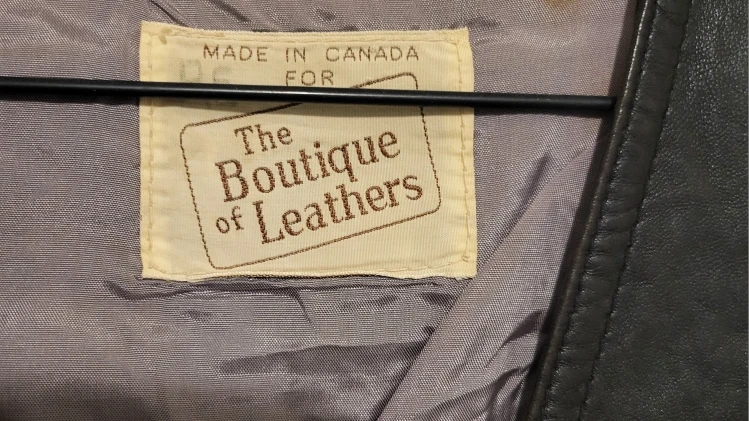 MADE IN CANADA
FOR
The
Boutique
of Leathers